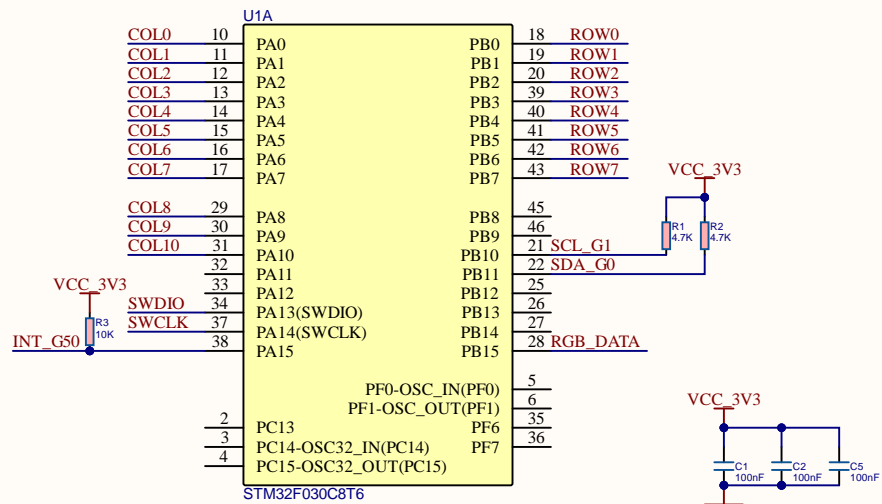 U1A
COL0 10 PA0 PB0 18 ROW0
COL1 11 PA1 PB1 19 ROW1
COL2 12 PA2 PB2 20 ROW2
COL3 13 PA3 PB3 39 ROW3
COL4 14 PA4 PB4 40 ROW4
COL5 15 PA5 PB5 41 ROW5
COL6 16 PA6 PB6 42 ROW6
COL7 17 PA7 PB7 43 ROW7
VCC_3V3
COL8 29 PA8 PB8 45
COL9 30 PA9 PB9 46
R1 4.7K R2 4.7K
COL10 31 PA10 PB10 21 SCL_G1
32 PA11 PB11 22 SDA_G0
VCC_3V3
33 PA12 PB12 25
SWDIO 34 PA13(SWDIO) PB13 26
R3 10K
SWCLK 37 PA14(SWCLK) PB14 27
INT_G50 38 PA15 PB15 28 RGB_DATA
PF0-OSC_IN(PF0) 5
PF1-OSC_OUT(PF1) 6
VCC_3V3
2 PC13 PF6 35
3 PC14-OSC32_IN(PC14) PF7 36
4 PC15-OSC32_OUT(PC15)
C1 100nF C2 100nF C5 100nF
STM32F030C8T6